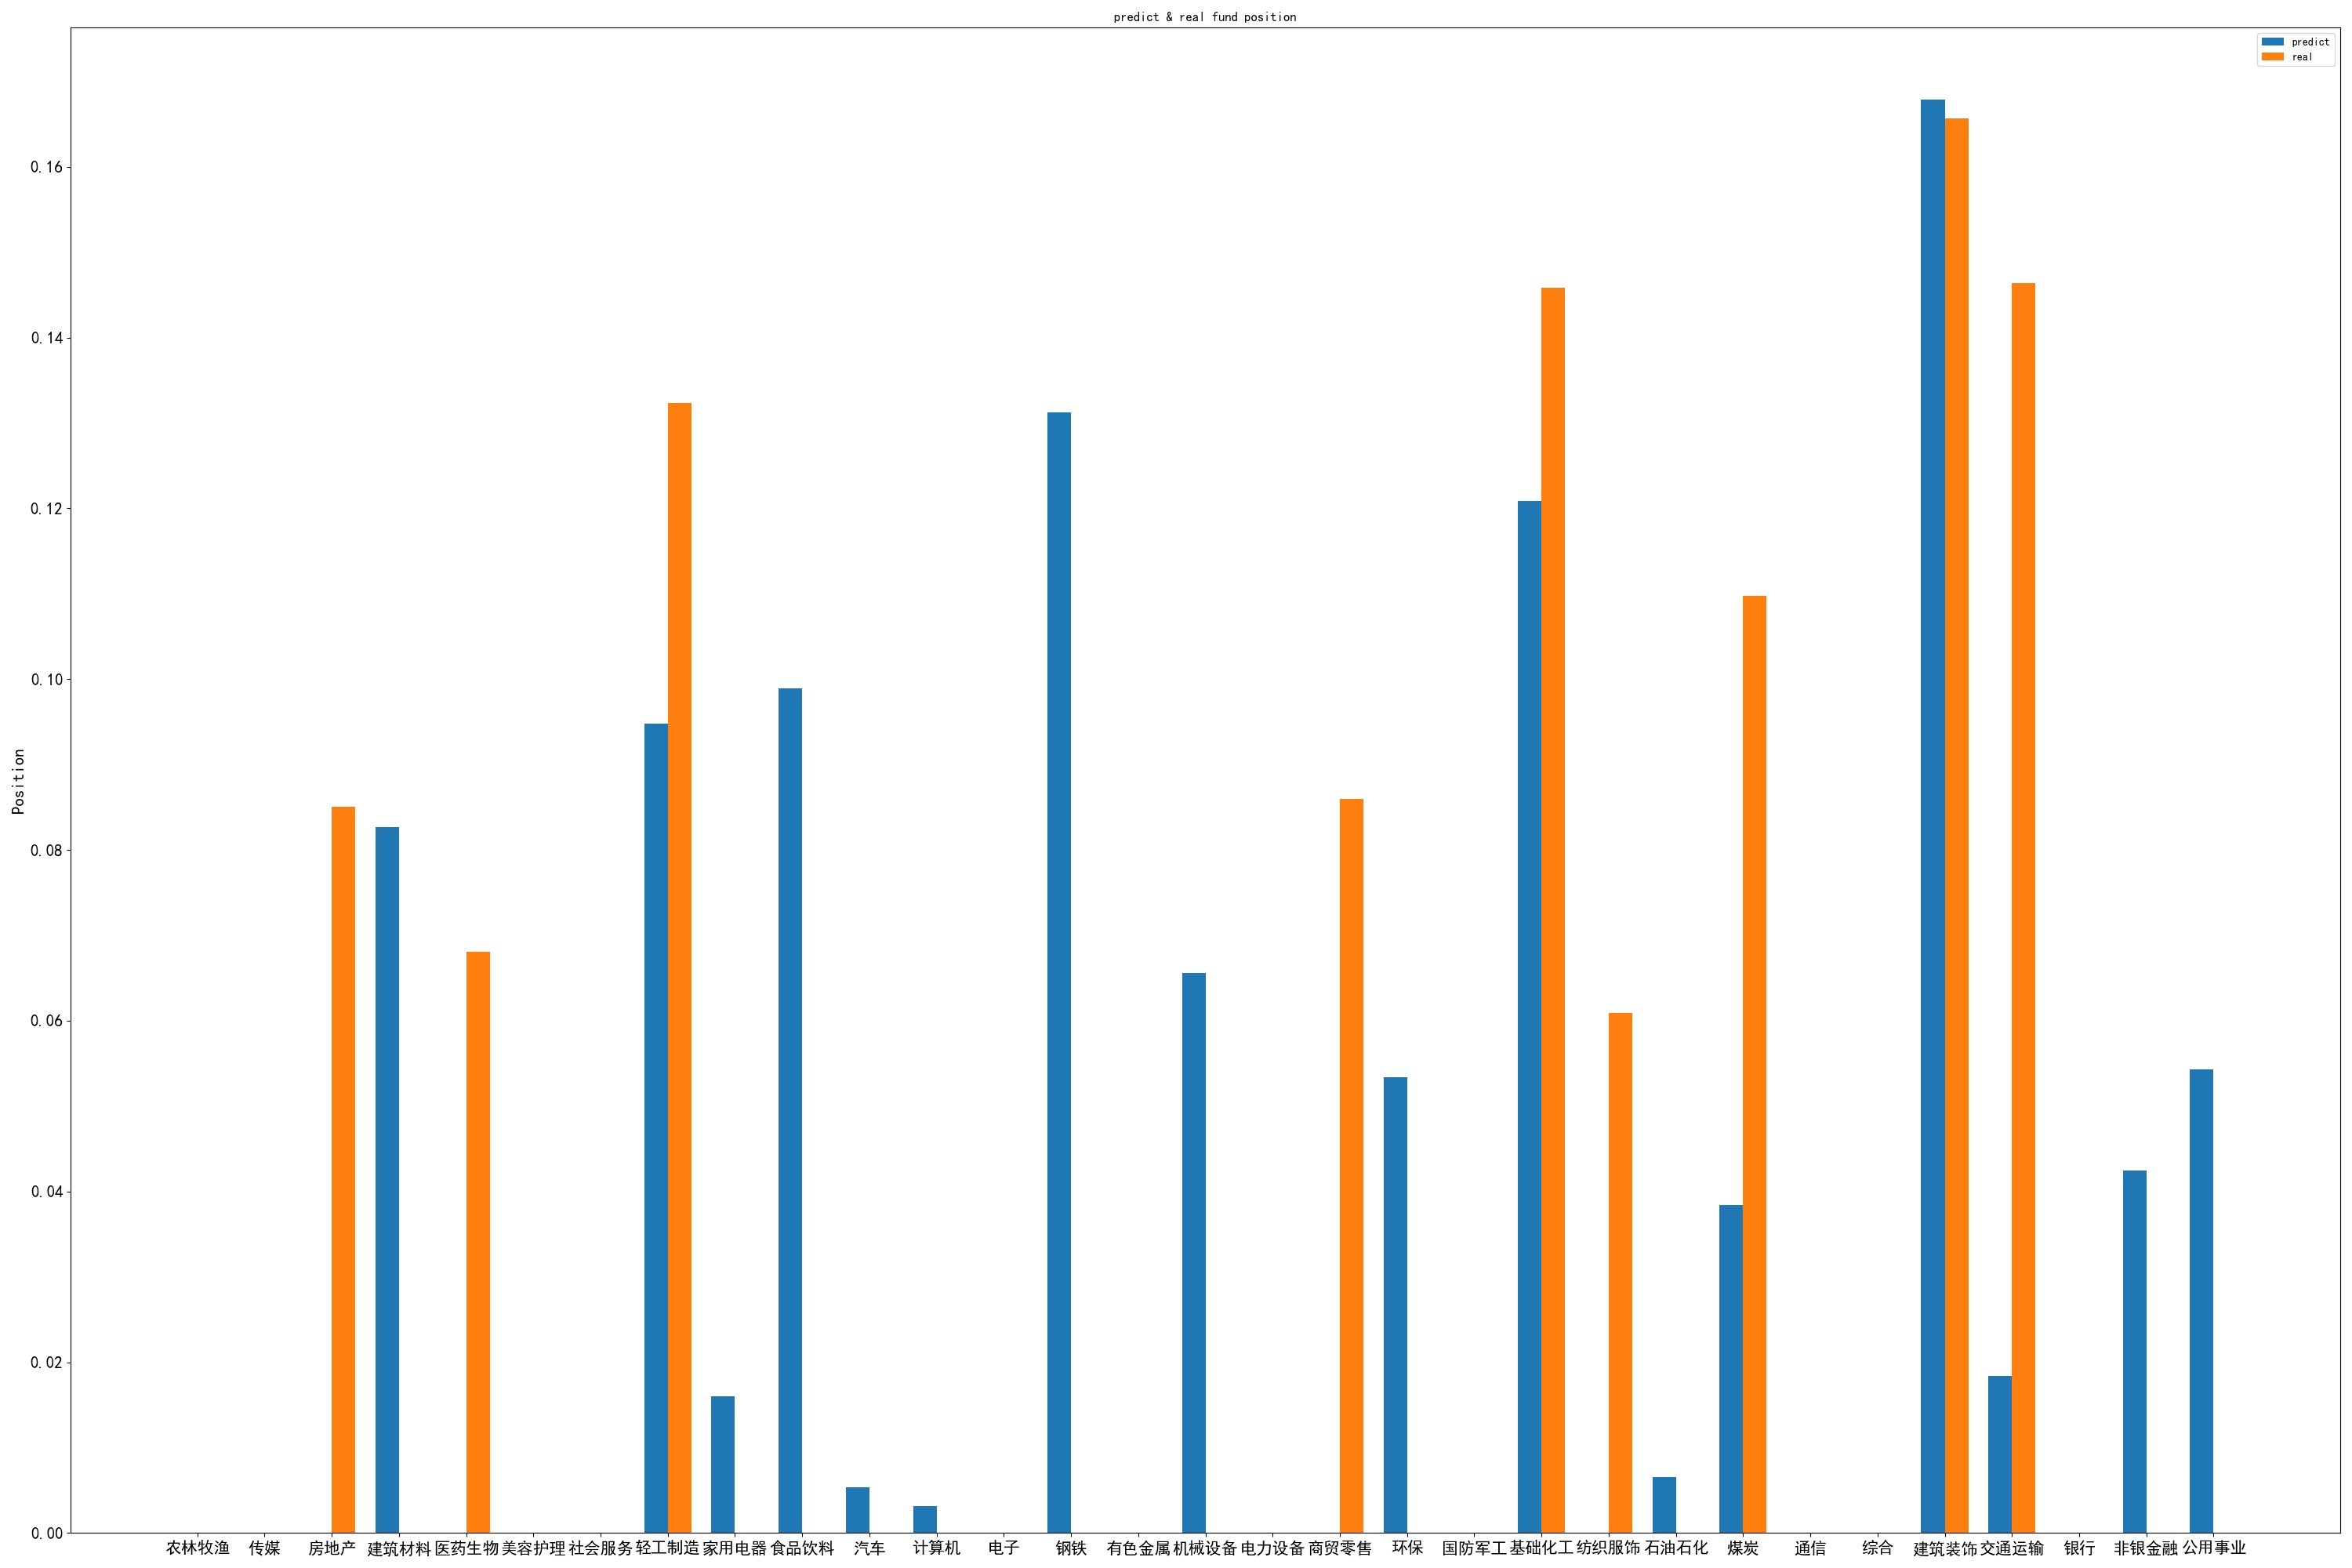 predict & real fund position
predict
real
Position
0.16
0.14
0.12
0.10
0.08
0.06
0.04
0.02
0.00
农林牧渔 传媒 房地产 建筑材料 医药生物 美容护理 社会服务 轻工制造 家用电器 食品饮料 汽车 计算机 电子 钢铁 有色金属 机械设备 电力设备 商贸零售 环保 国防军工 基础化工 纺织服饰 石油石化 煤炭 通信 综合 建筑装饰 交通运输 银行 非银金融 公用事业